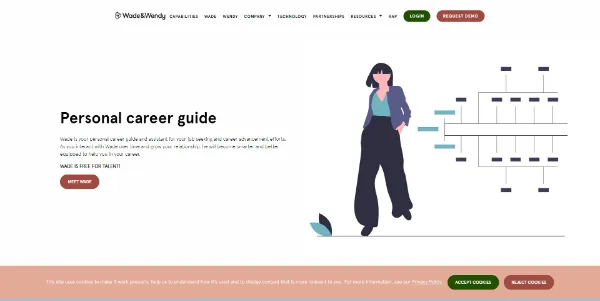 Wade&Wendy CAPABILITIES WADE WENDY COMPANY TECHNOLOGY PARTNERSHIPS RESOURCES RAP LOGIN REQUEST DEMO
Personal career guide
Wade is your personal career guide and assistant for your job seeking and career advancement efforts.
As you interact with Wade over time and grow your relationship, he will become smarter and better
equipped to help you in your career.
WADE IS FREE FOR TALENT!
MEET WADE
This site uses cookies to make it work properly, help us to understand how it's used and to display content that is more relevant to you. For more information, see our Privacy Policy
ACCEPT COOKIES
REJECT COOKIES